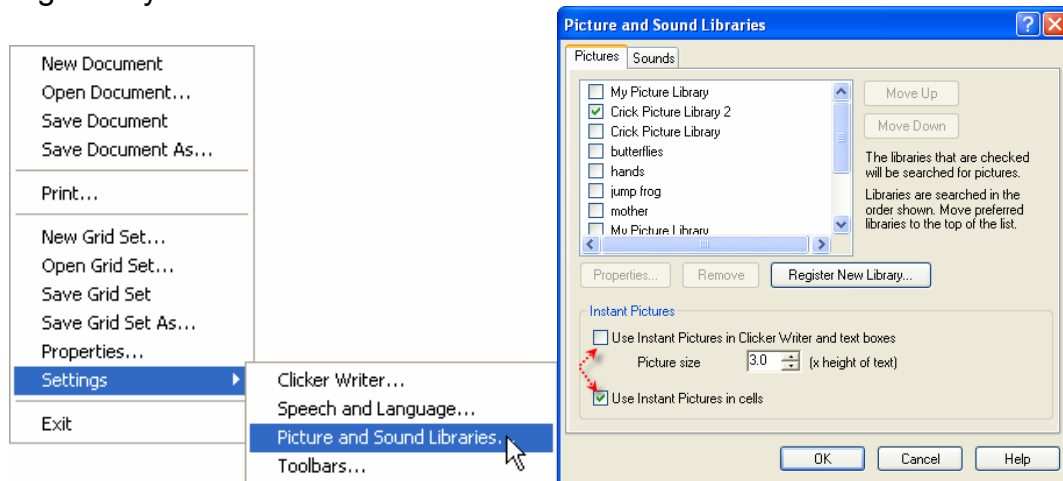 New Document
Open Document...
Save Document
Save Document As...
Print...
New Grid Set...
Open Grid Set...
Save Grid Set
Save Grid Set As...
Properties...
Settings
Exit
Clicker Writer...
Speech and Language...
Picture and Sound Libraries...
Toolbars...
Picture and Sound Libraries
Pictures
Sounds
My Picture Library
Crick Picture Library 2
Crick Picture Library
butterflies
hands
jump frog
mother
My Picture Library
Move Up
Move Down
The libraries that are checked
will be searched for pictures.
Libraries are searched in the
order shown. Move preferred
libraries to the top of the list.
Properties...
Remove
Register New Library...
Instant Pictures
Use Instant Pictures in Clicker Writer and text boxes
Picture size 3.0 (x height of text)
Use Instant Pictures in cells
OK
Cancel
Help